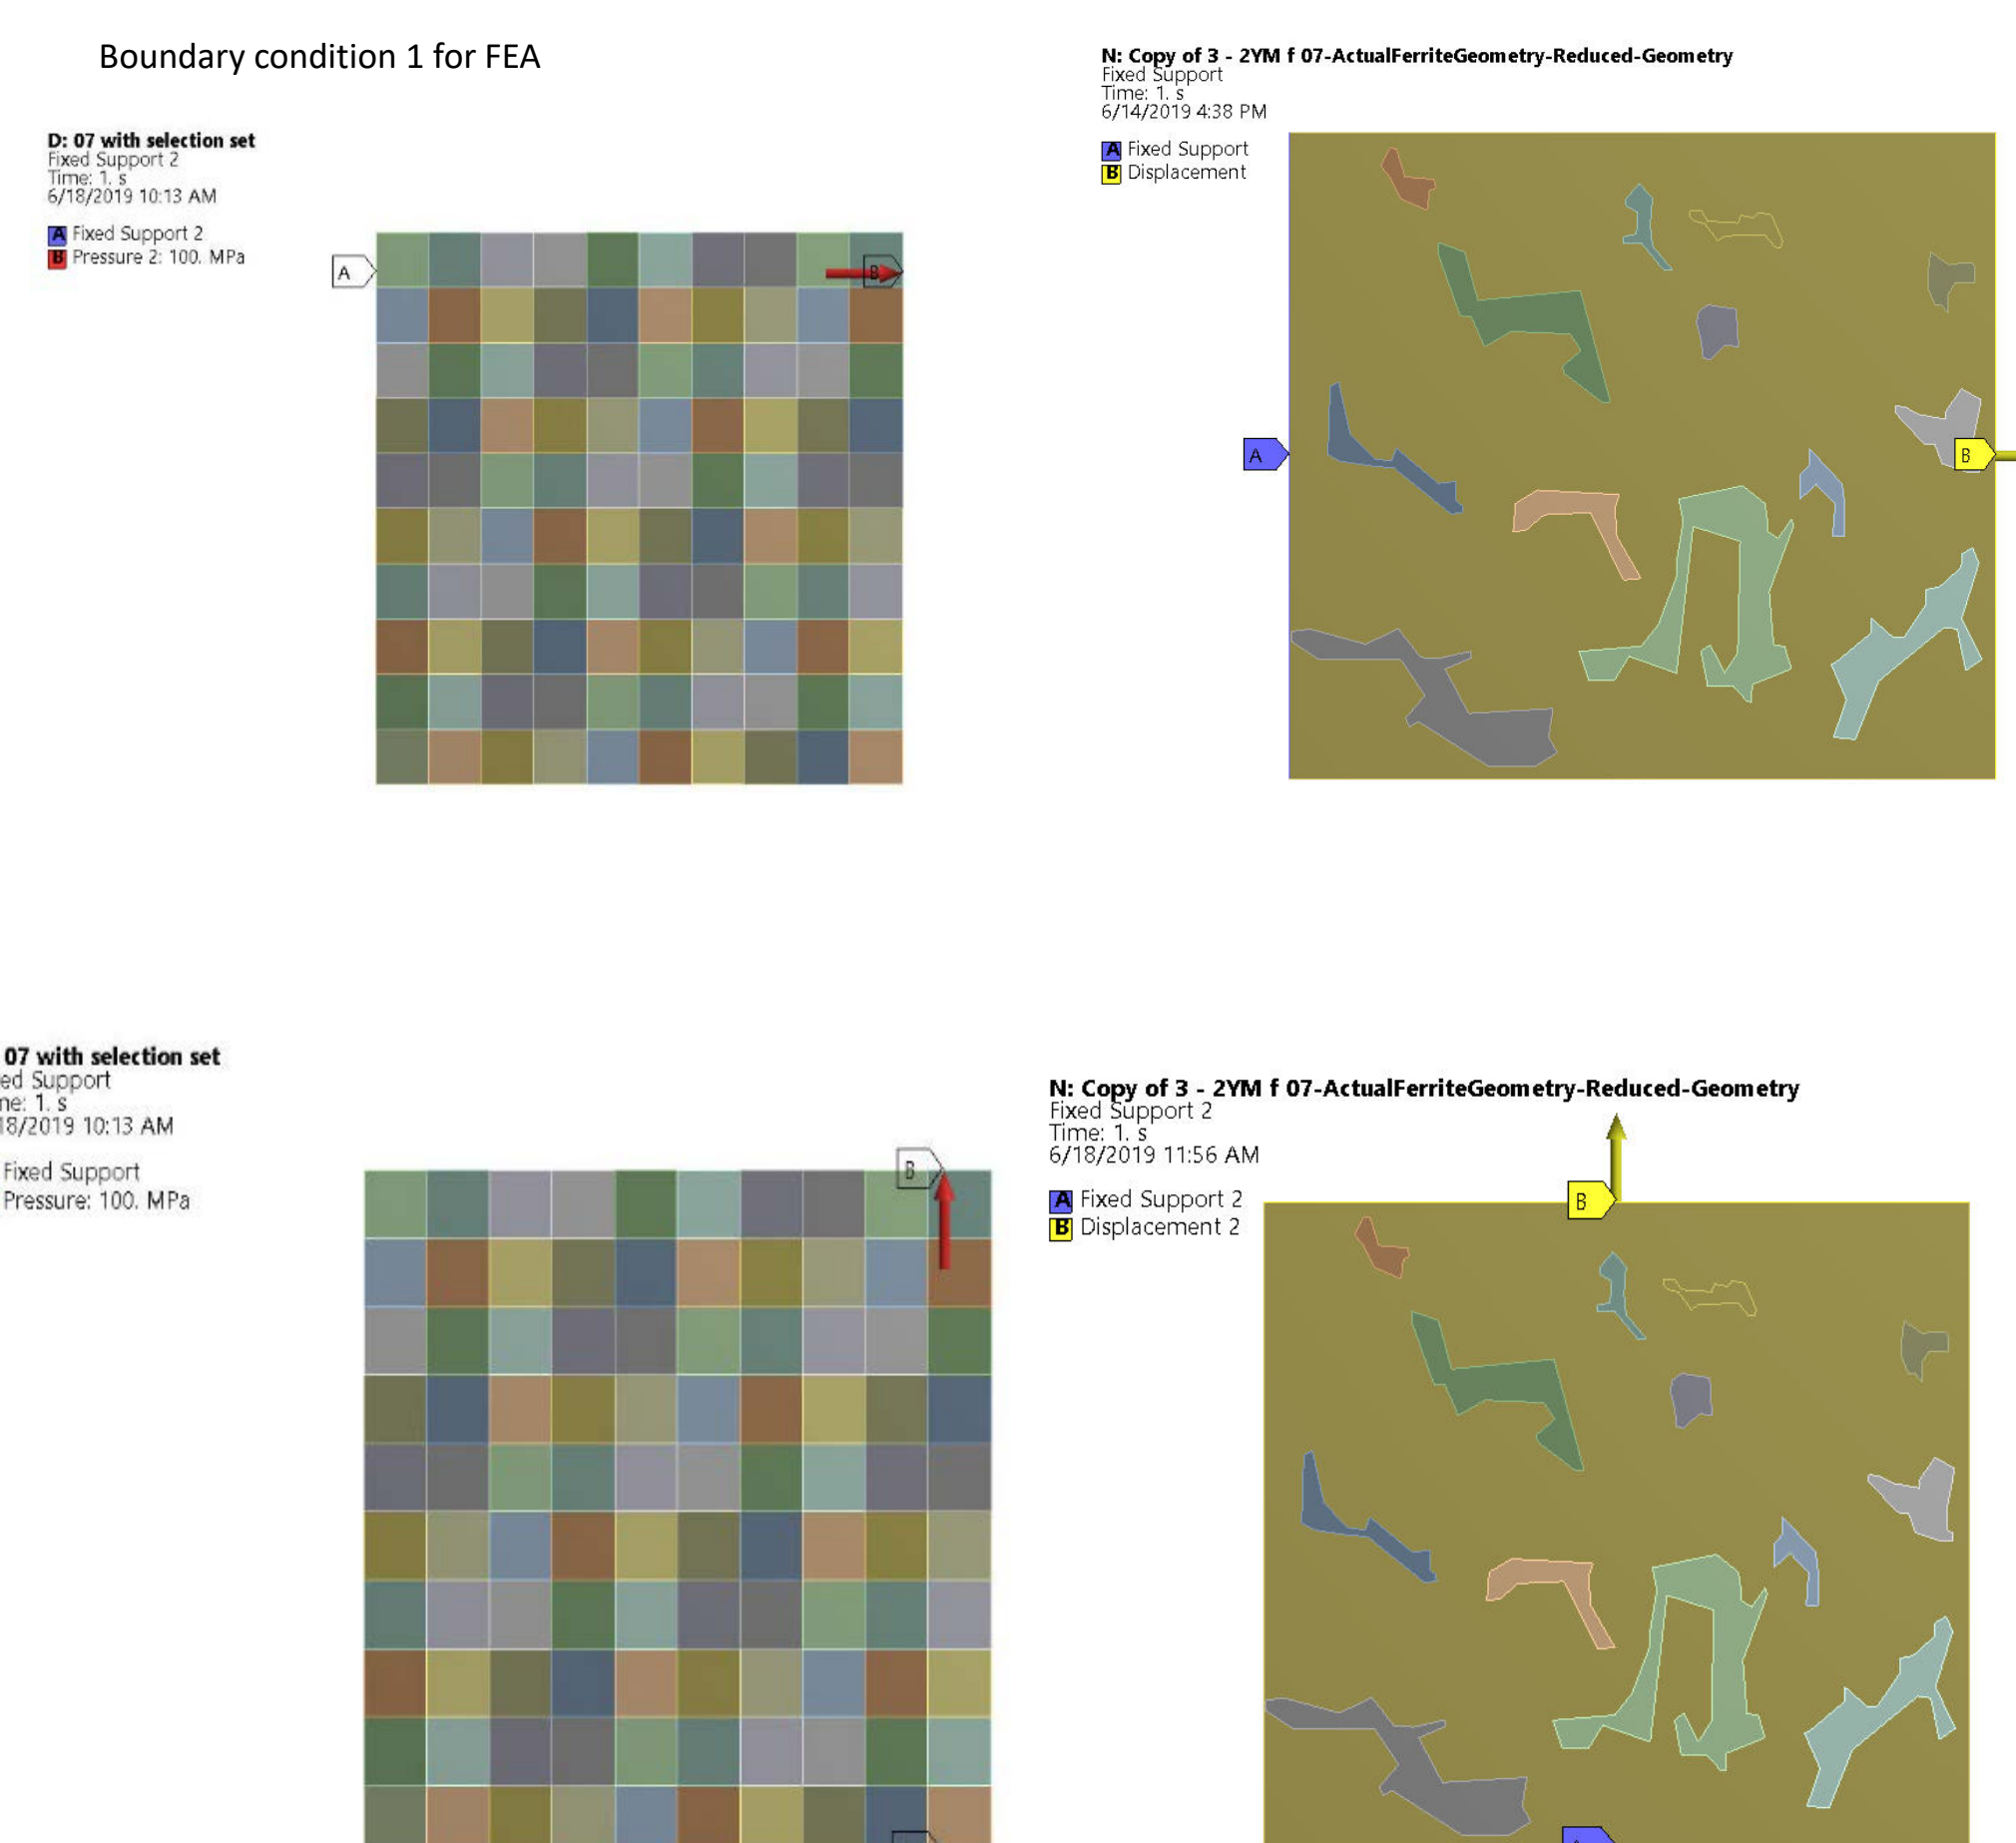 Boundary condition 1 for FEA
D: 07 with selection set
Fixed Support 2
Time: 1. s
6/18/2019 10:13 AM
A Fixed Support 2
B Pressure 2: 100. MPa
A
B
N: Copy of 3 - 2YM f 07-ActualFerriteGeometry-Reduced-Geometry
Fixed Support
Time: 1. s
6/14/2019 4:38 PM
A Fixed Support
B Displacement
A
B
07 with selection set
ed Support
ne: 1. s
18/2019 10:13 AM
Fixed Support
Pressure: 100. MPa
B
N: Copy of 3 - 2YM f 07-ActualFerriteGeometry-Reduced-Geometry
Fixed Support 2
Time: 1. s
6/18/2019 11:56 AM
A Fixed Support 2
B Displacement 2
B